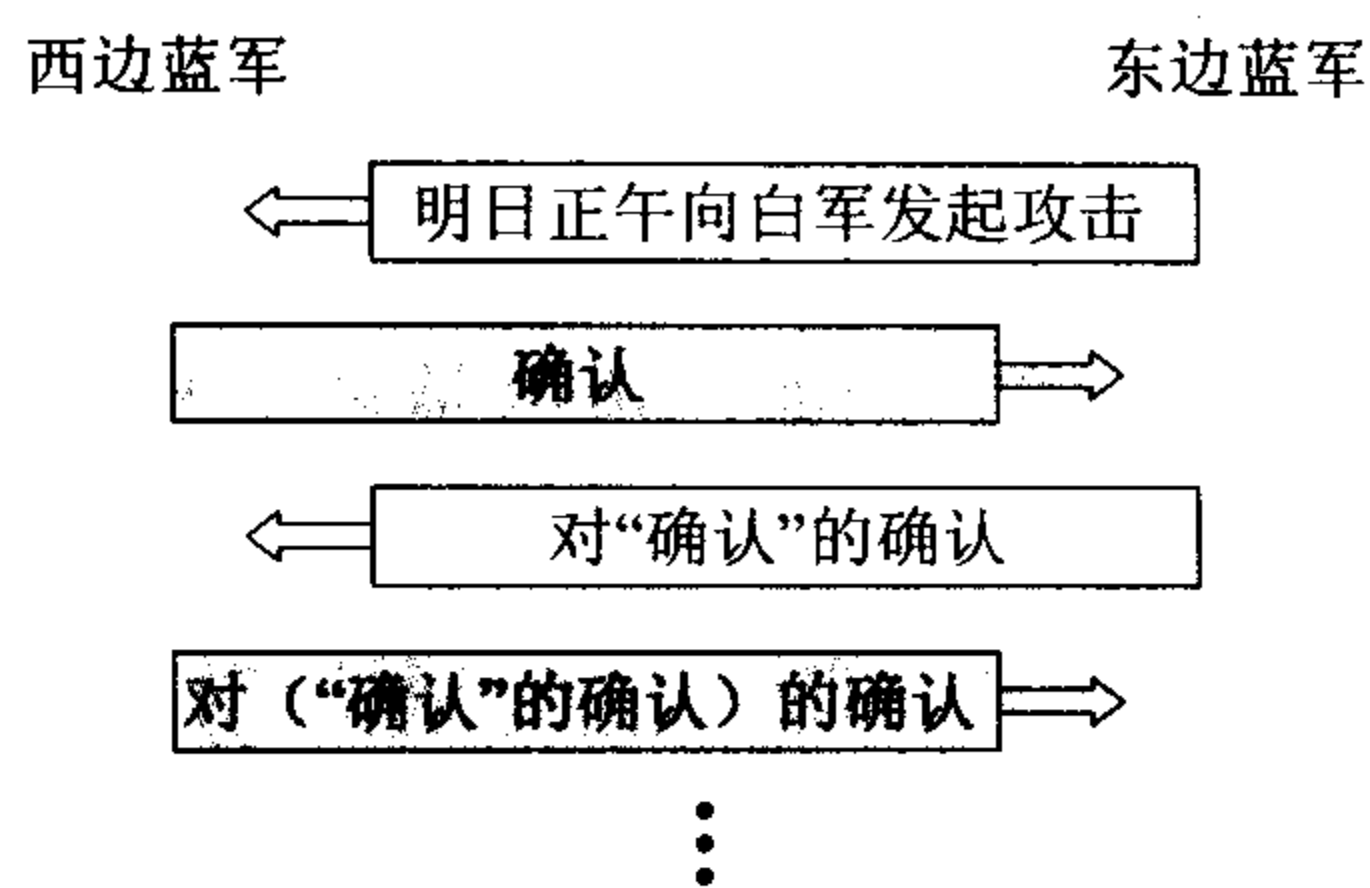 西边蓝军 东边蓝军
明日正午向白军发起攻击
确认
对“确认”的确认
对（“确认”的确认）的确认